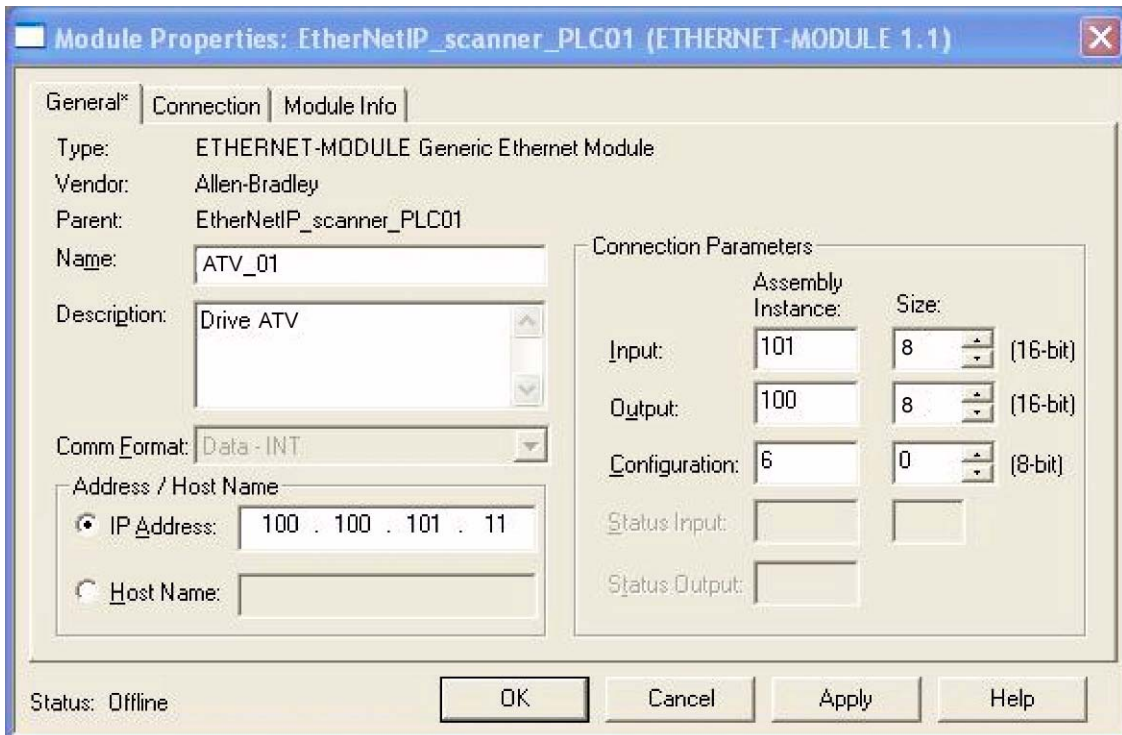 Module Properties: EtherNetIP_scanner_PLC01 (ETHERNET-MODULE 1.1)
General* Connection Module Info
Type: ETHERNET-MODULE Generic Ethernet Module
Vendor: Allen-Bradley
Parent: EtherNetIP_scanner_PLC01
Name: ATV_01
Description: Drive ATV
Comm Format: Data - INT
Address / Host Name
IP Address: 100 . 100 . 101 . 11
Host Name:
Connection Parameters
Assembly Instance: Size:
Input: 101 8 (16-bit)
Output: 100 8 (16-bit)
Configuration: 6 0 (8-bit)
Status Input:
Status Output:
Status: Offline
OK Cancel Apply Help